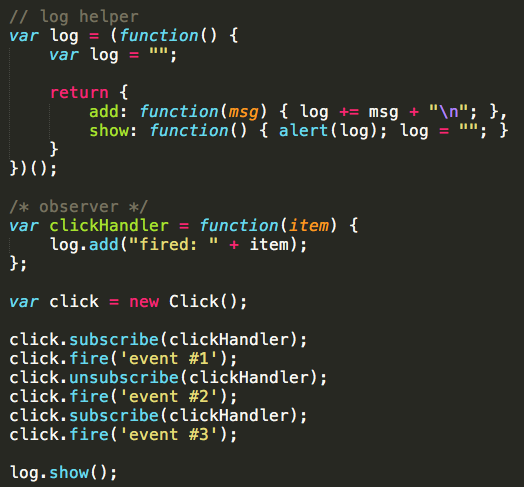 // log helper
var log = (function() {
    var log = "";

    return {
        add: function(msg) { log += msg + "\n"; },
        show: function() { alert(log); log = ""; }
    }
})();

/* observer */
var clickHandler = function(item) {
    log.add("fired: " + item);
};

var click = new Click();

click.subscribe(clickHandler);
click.fire('event #1');
click.unsubscribe(clickHandler);
click.fire('event #2');
click.subscribe(clickHandler);
click.fire('event #3');

log.show();